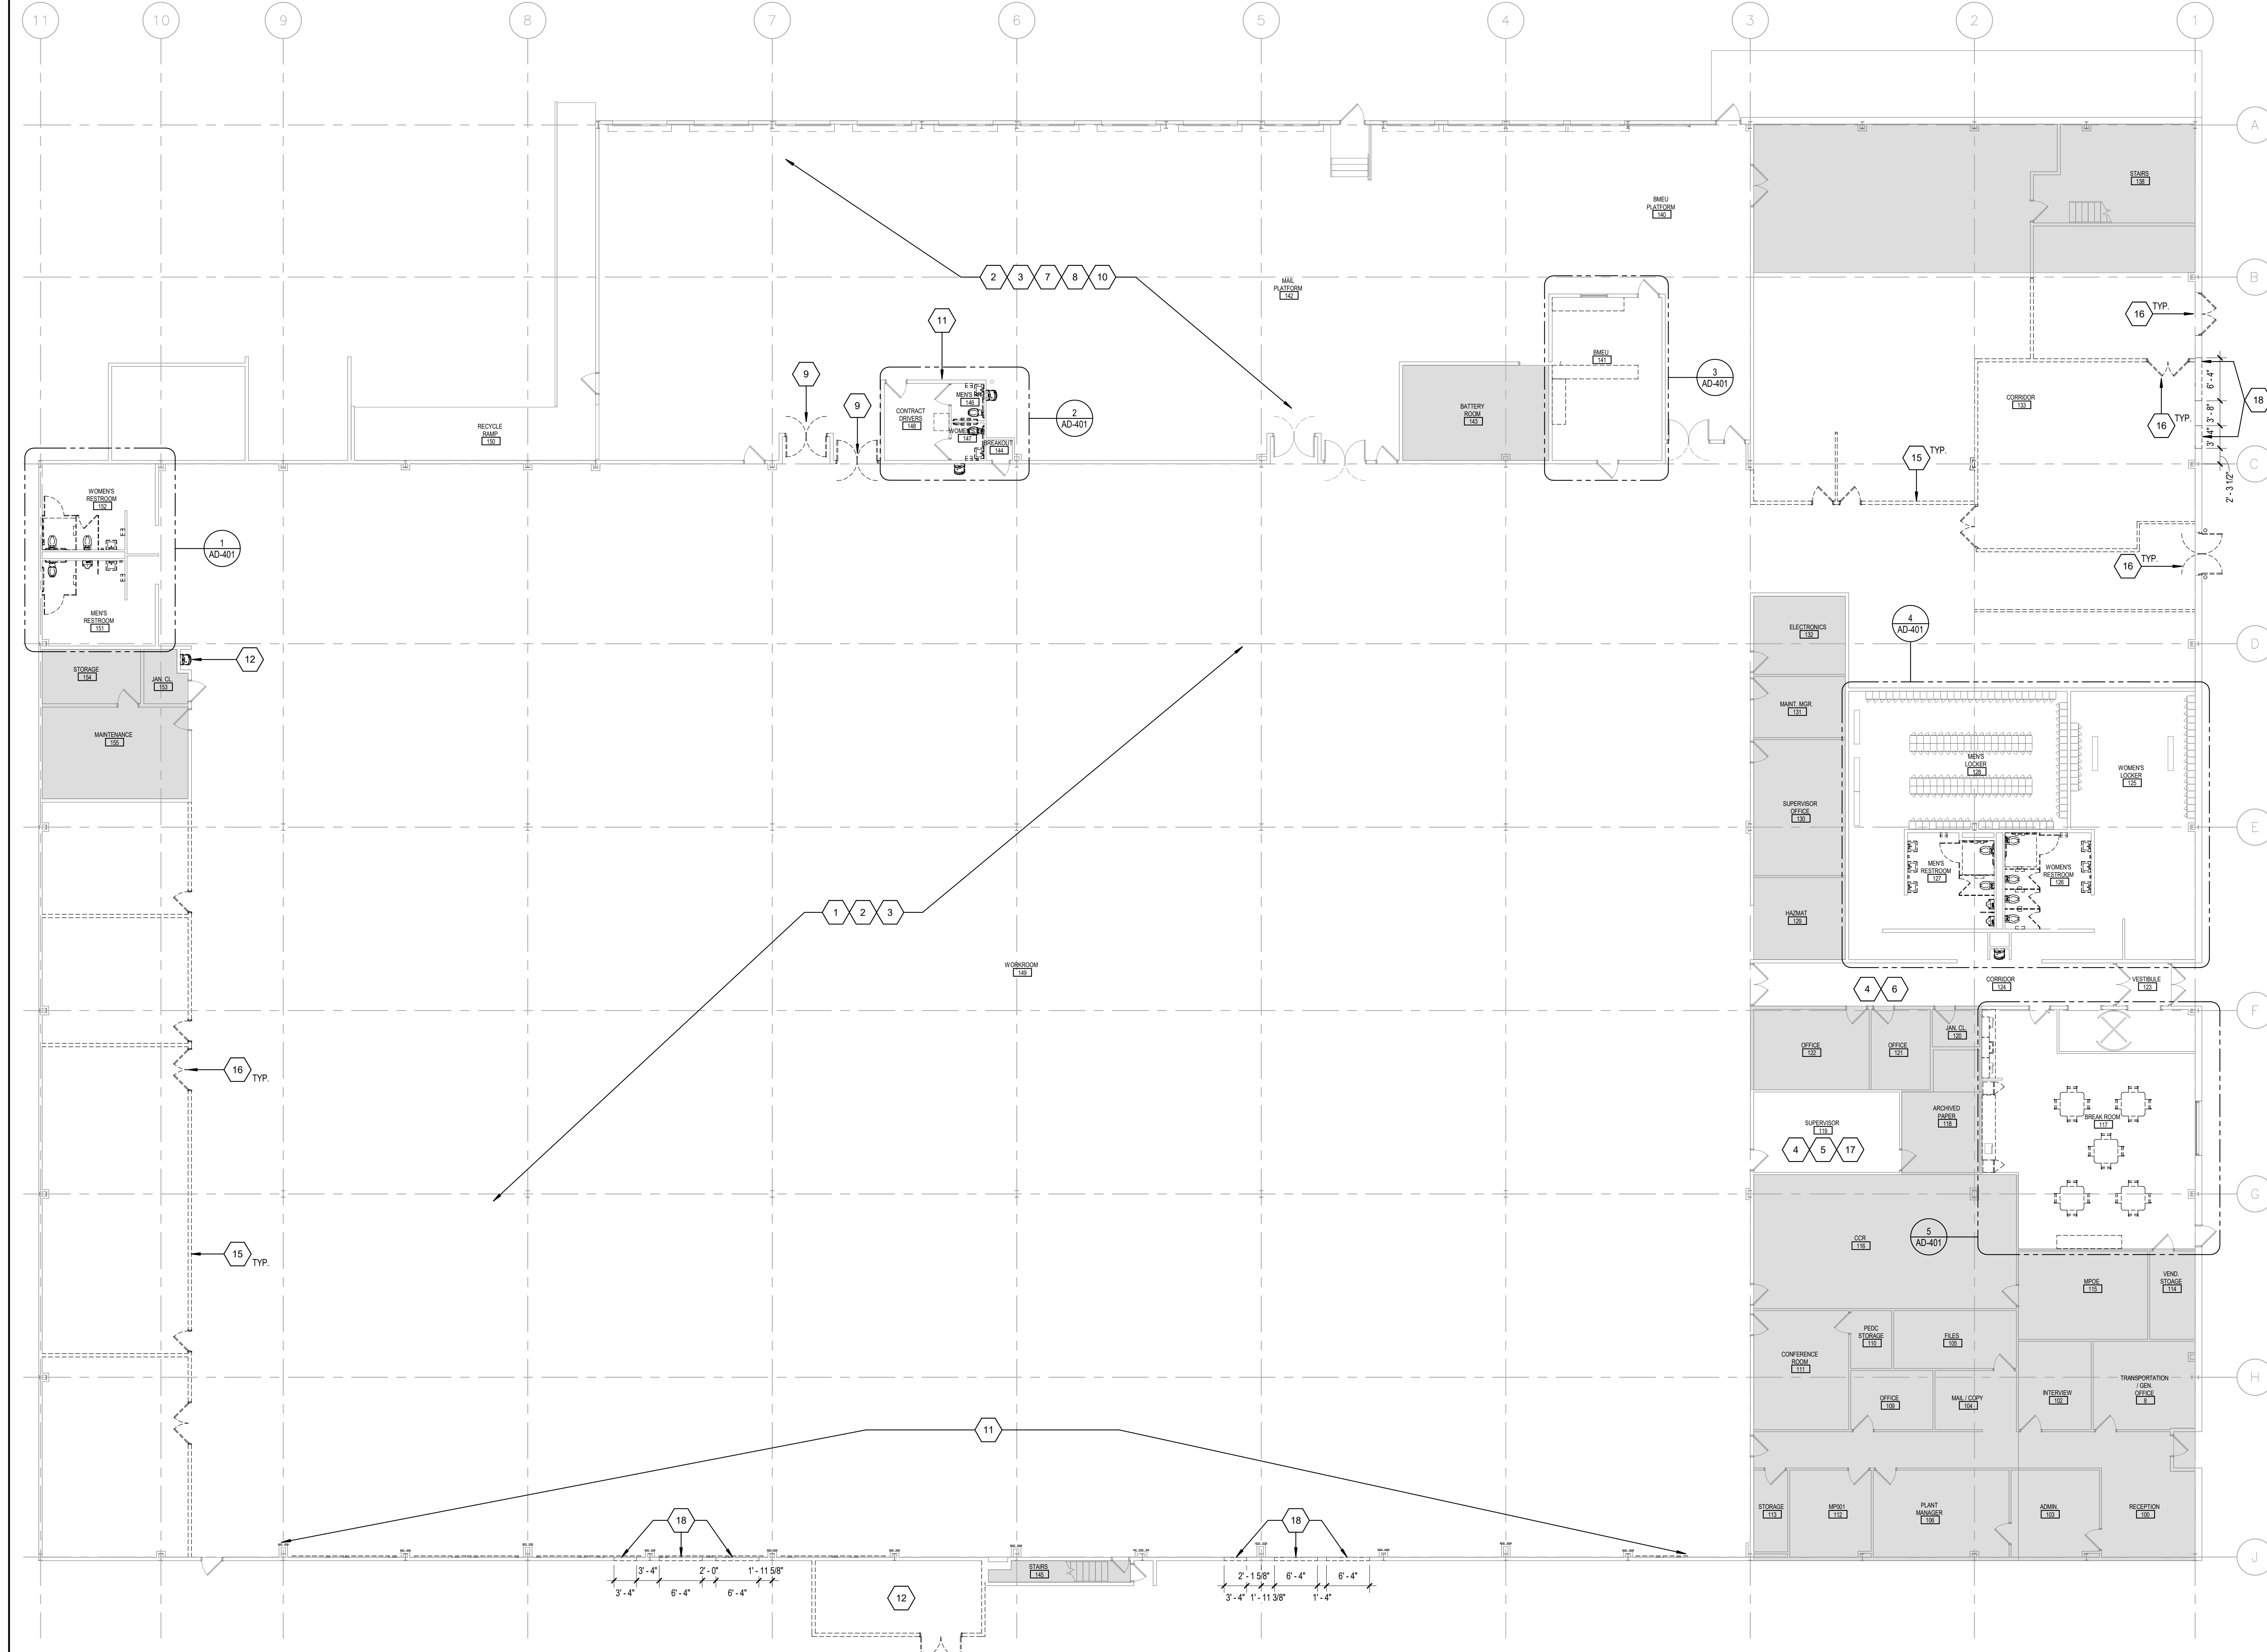 11
10
9
8
7
6
5
4
3
2
1
A
STAIRS
138
BMEU
PLATFORM
140
2
3
7
8
10
MAIL
PLATFORM
142
B
16
TYP.
11
9
9
MEN'S RR
146
CONTRACT
DRIVERS
148
WOMEN'S
147
BREAKOUT
144
2
AD-401
BMEU
141
3
AD-401
BATTERY
ROOM
143
CORRIDOR
133
16
TYP.
6' - 4"
3' - 8"
3' - 4"
2' - 3 1/2"
18
RECYCLE
RAMP
150
15
TYP.
C
WOMEN'S
RESTROOM
152
1
AD-401
MEN'S
RESTROOM
151
16
TYP.
ELECTRONICS
132
4
AD-401
D
12
STORAGE
154
JAN. CL.
153
MAINTENANCE
155
MAINT. MGR.
131
MEN'S
LOCKER
128
WOMEN'S
LOCKER
125
SUPERVISOR
OFFICE
130
E
MEN'S
RESTROOM
127
WOMEN'S
RESTROOM
126
1
2
3
HAZMAT
129
WORKROOM
149
4
6
CORRIDOR
124
VESTIBULE
123
F
OFFICE
122
OFFICE
121
JAN. CL.
120
16
TYP.
ARCHIVED
PAPER
118
SUPERVISOR
119
4
5
17
BREAK ROOM
117
G
15
TYP.
CCR
116
5
AD-401
MPOE
115
VEND.
STOAGE
114
PEDC
STORAGE
110
FILES
105
CONFERENCE
ROOM
111
H
OFFICE
109
MAIL / COPY
104
INTERVIEW
102
TRANSPORTATION
/ GEN.
OFFICE
8
11
18
18
STORAGE
113
MP001
112
PLANT
MANAGER
106
ADMIN.
103
RECEPTION
100
J
STAIRS
145
3' - 4"
3' - 4"
6' - 4"
2' - 0"
6' - 4"
1' - 11 5/8"
12
3' - 4"
2' - 1 5/8"
1' - 11 3/8"
6' - 4"
1' - 4"
6' - 4"